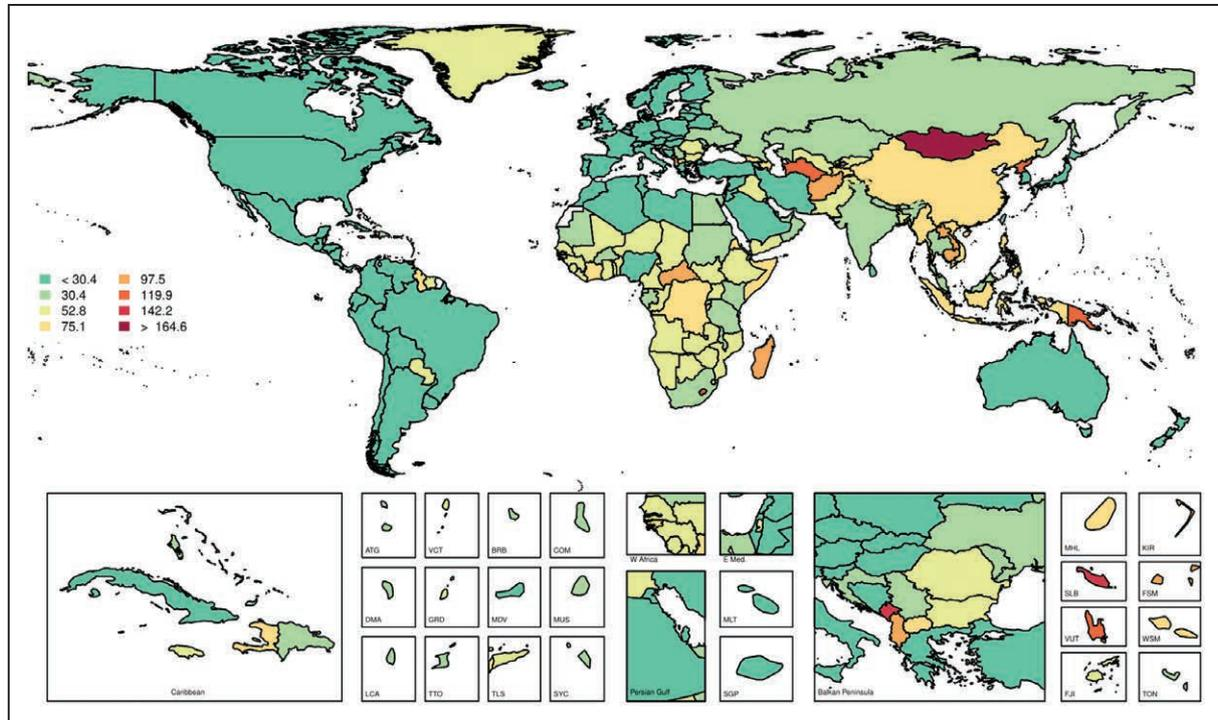 < 30.4
30.4
52.8
75.1
97.5
119.9
142.2
> 164.6
Caribbean
ATG
VCT
BRB
COM
DMA
GRD
MDV
MUS
LCA
TTO
TLS
SYC
W Africa
E Med.
Persian Gulf
MLT
SGP
Balkan Peninsula
MHL
KIR
SLB
FSM
VUT
WSM
FJI
TON